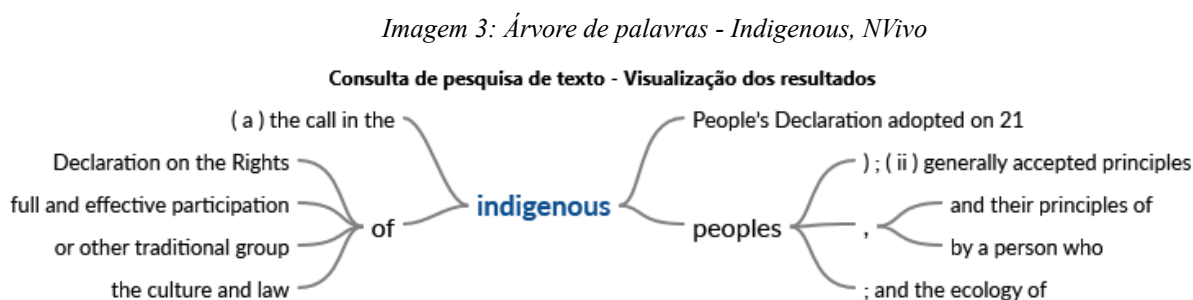 Imagem 3: Árvore de palavras - Indigenous, NVivo
Consulta de pesquisa de texto - Visualização dos resultados
( a ) the call in the
Declaration on the Rights
full and effective participation
or other traditional group
the culture and law
of
indigenous
People's Declaration adopted on 21
peoples
) ; ( ii ) generally accepted principles
,
and their principles of
by a person who
; and the ecology of